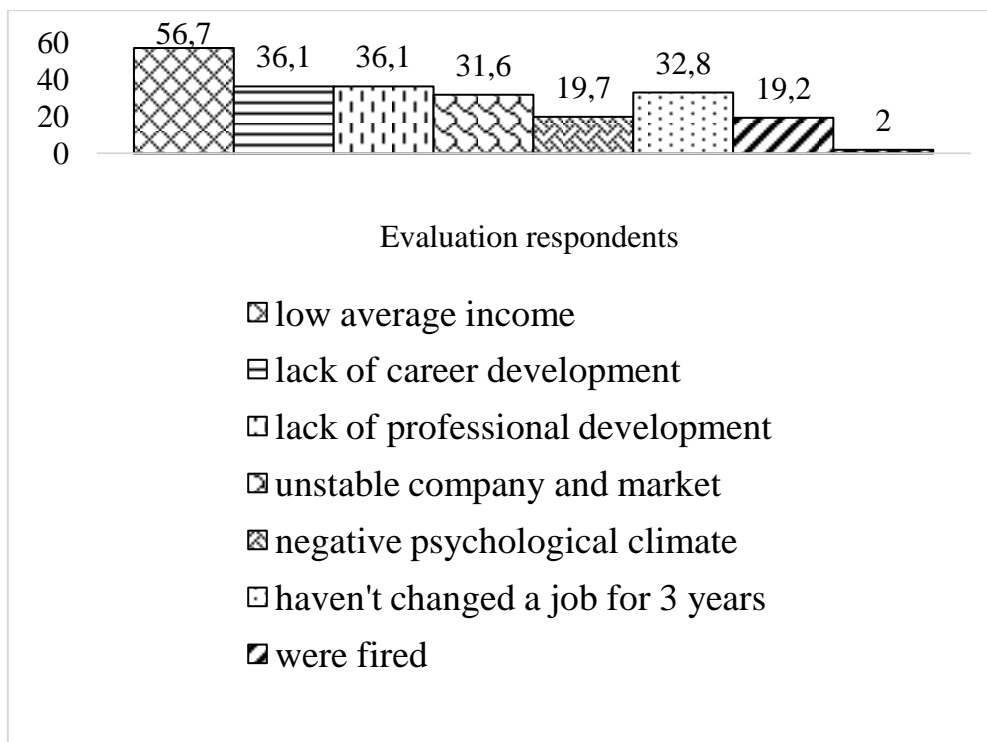 60
40
20
0
56,7
36,1
36,1
31,6
19,7
32,8
19,2
2
Evaluation respondents
low average income
lack of career development
lack of professional development
unstable company and market
negative psychological climate
haven't changed a job for 3 years
were fired